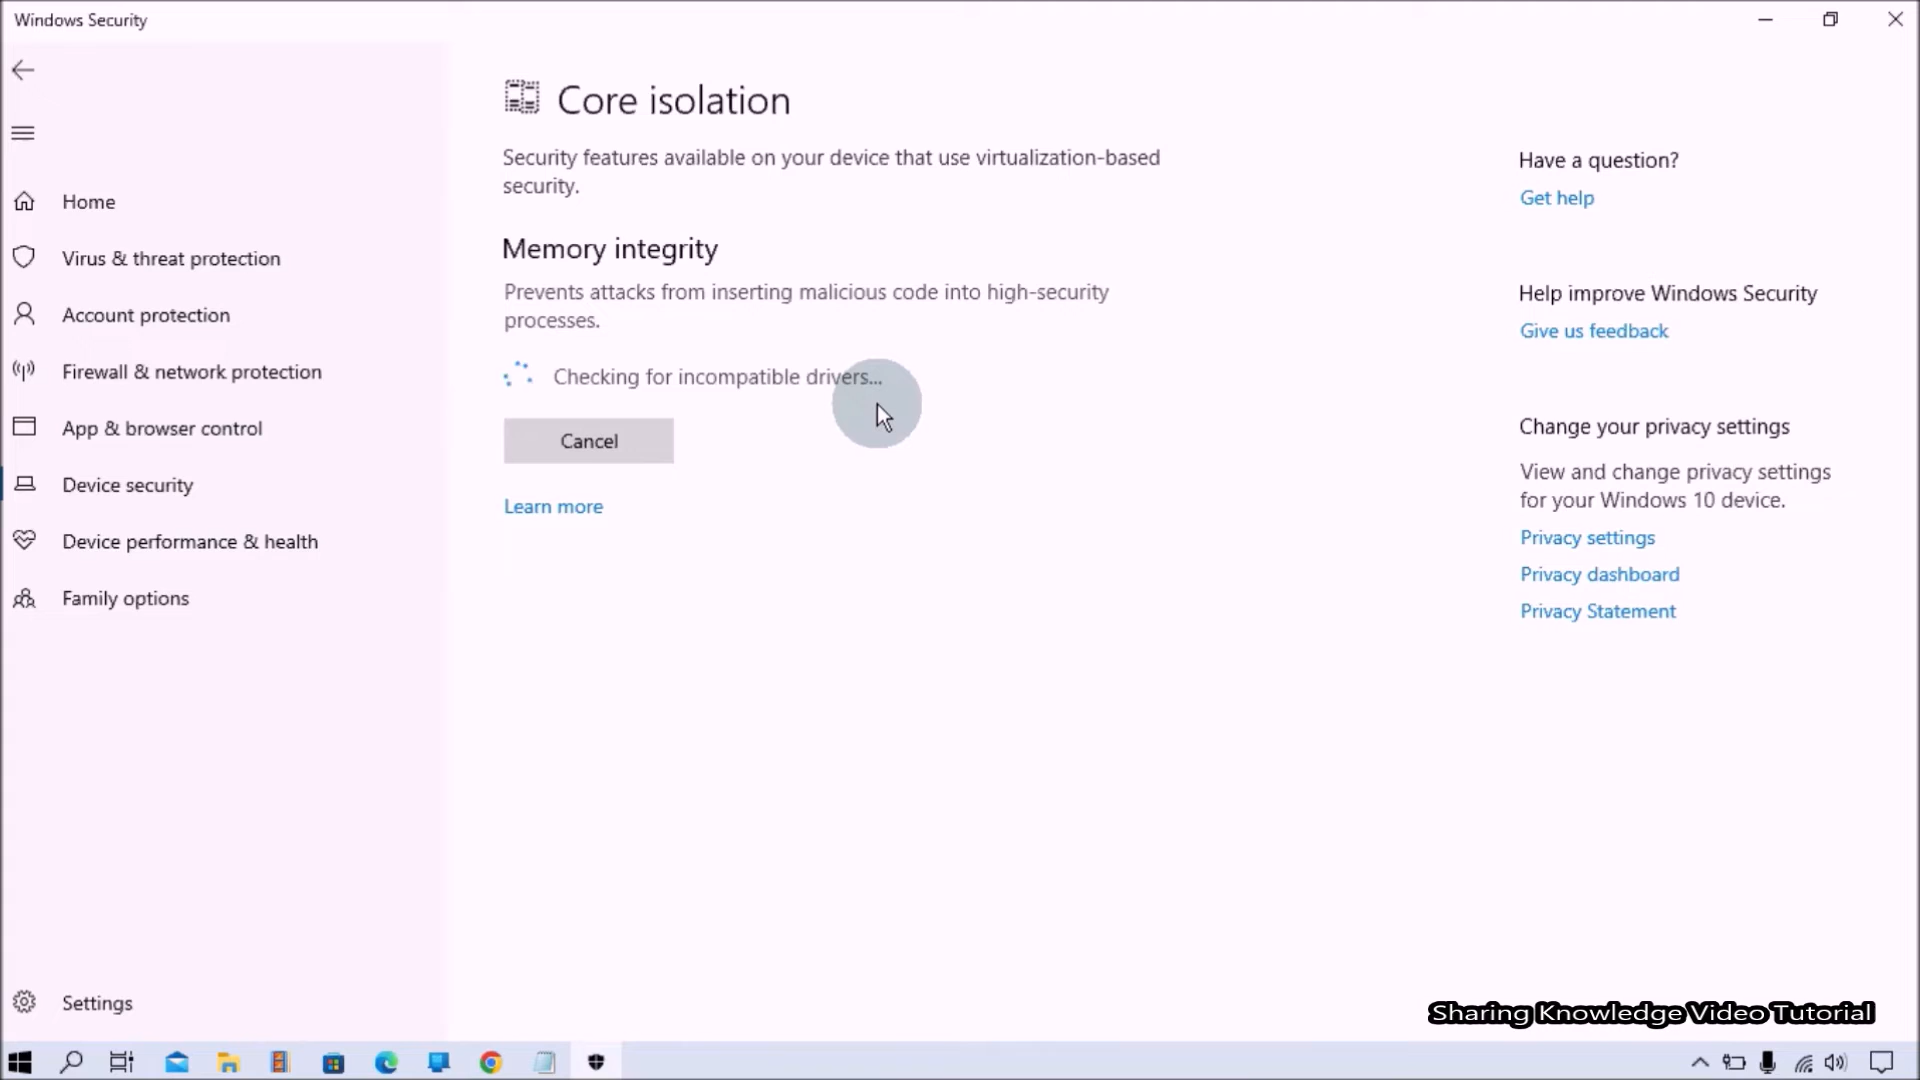 Windows Security
Home
Virus & threat protection
Account protection
Firewall & network protection
App & browser control
Device security
Device performance & health
Family options
Settings
Core isolation
Security features available on your device that use virtualization-based
security.
Memory integrity
Prevents attacks from inserting malicious code into high-security
processes.
Checking for incompatible drivers...
Cancel
Learn more
Have a question?
Get help
Help improve Windows Security
Give us feedback
Change your privacy settings
View and change privacy settings
for your Windows 10 device.
Privacy settings
Privacy dashboard
Privacy Statement
Sharing Knowledge Video Tutorial